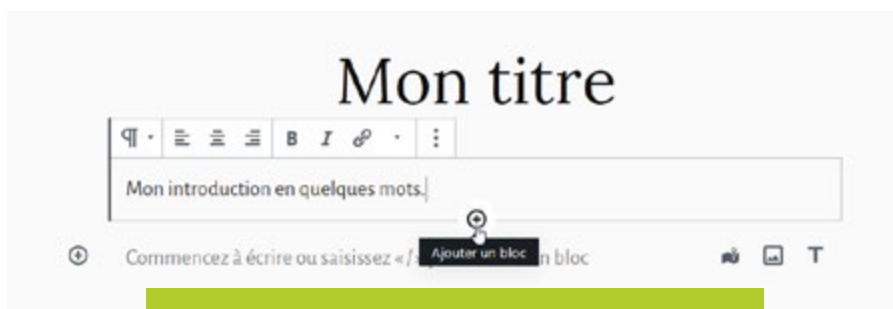 Mon titre
B I
Mon introduction en quelques mots.
Commencez à écrire ou saisissez « / n bloc
Ajouter un bloc